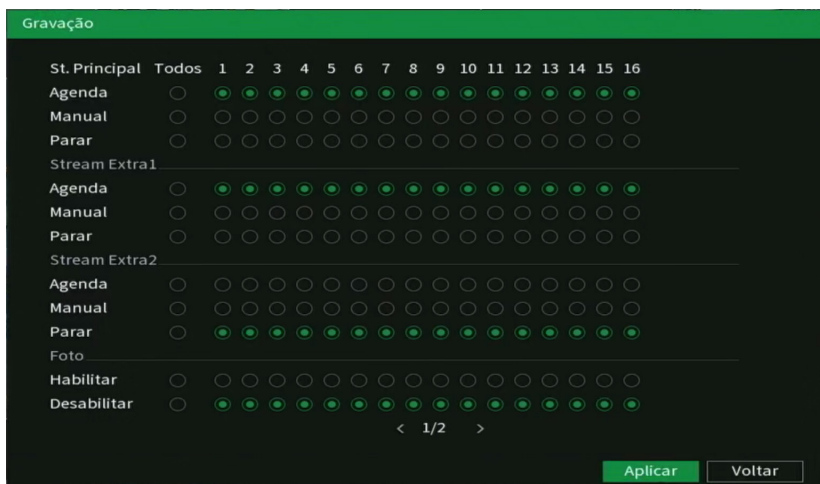 Gravação
St. Principal Todos 1 2 3 4 5 6 7 8 9 10 11 12 13 14 15 16
Agenda
Manual
Parar
Stream Extra1
Agenda
Manual
Parar
Stream Extra2
Agenda
Manual
Parar
Foto
Habilitar
Desabilitar
< 1/2 >
Aplicar Voltar